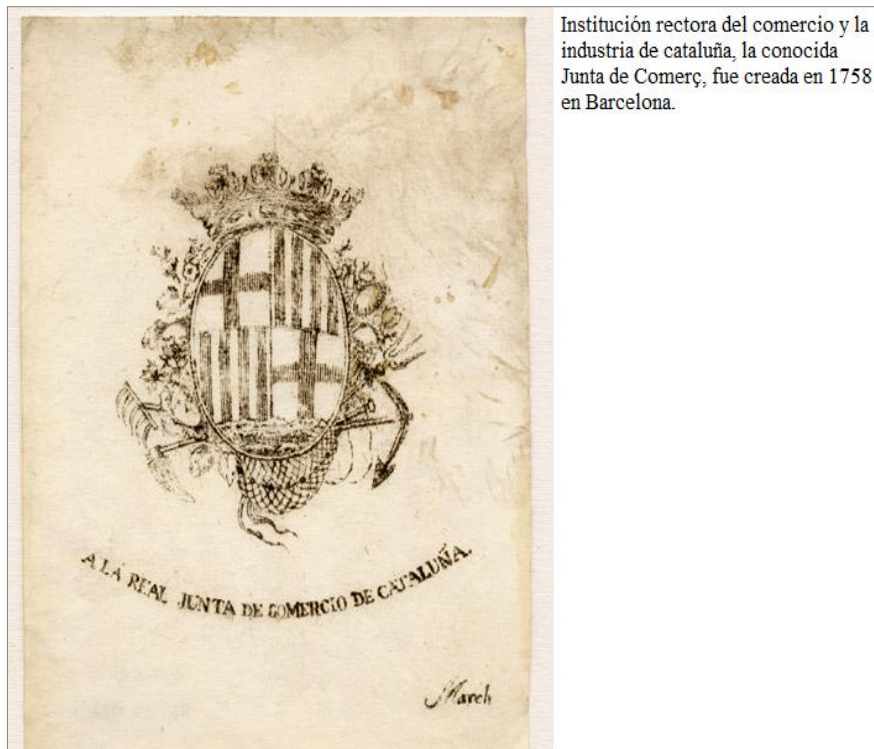 Institución rectora del comercio y la
industria de cataluña, la conocida
Junta de Comerç, fue creada en 1758
en Barcelona.
A LA REAL JUNTA DE COMERCIO DE CATALUÑA.
March